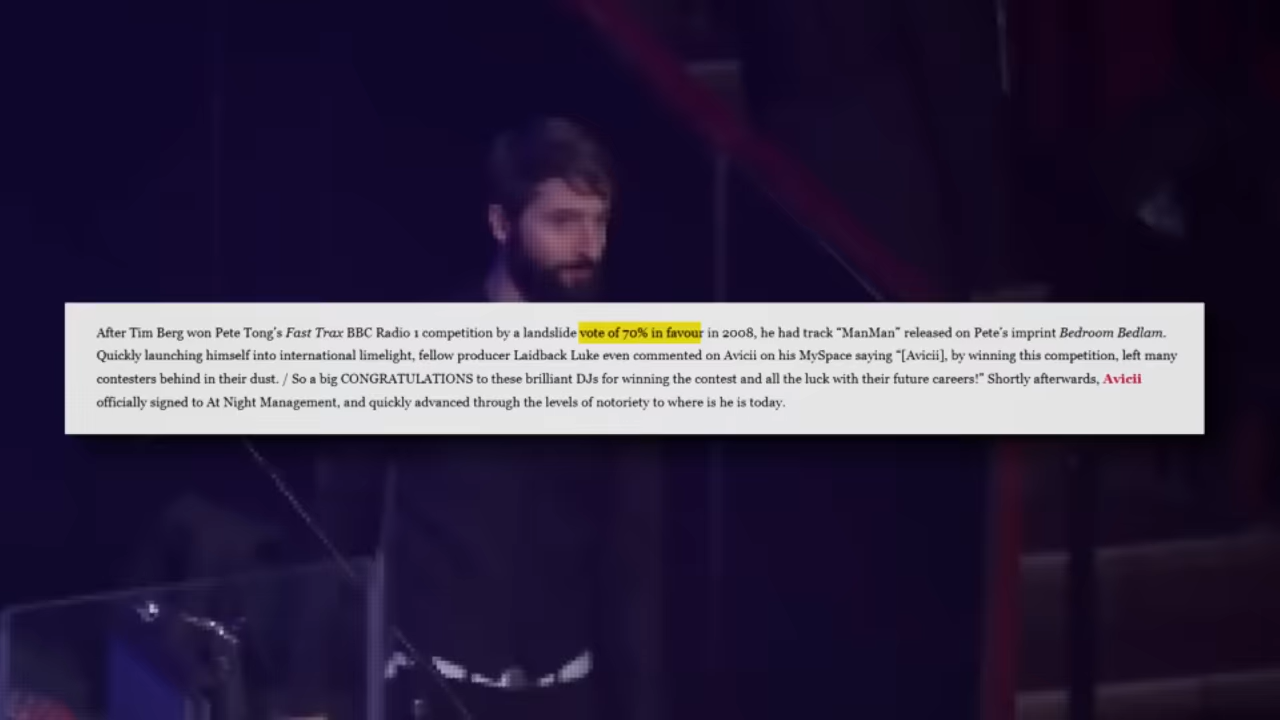 After Tim Berg won Pete Tong's Fast Trax BBC Radio 1 competition by a landslide vote of 70% in favour in 2008, he had track “ManMan” released on Pete's imprint Bedroom Bedlam.
Quickly launching himself into international limelight, fellow producer Laidback Luke even commented on Avicii on his MySpace saying “[Avicii], by winning this competition, left many
contesters behind in their dust. / So a big CONGRATULATIONS to these brilliant DJs for winning the contest and all the luck with their future careers!” Shortly afterwards, Avicii
officially signed to At Night Management, and quickly advanced through the levels of notoriety to where is he is today.